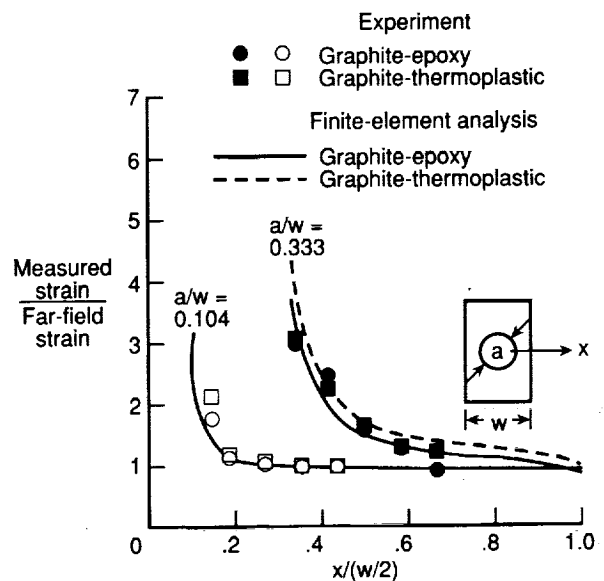 Experiment
Graphite-epoxy
Graphite-thermoplastic
Finite-element analysis
Graphite-epoxy
Graphite-thermoplastic
7
6
5
4
3
2
1
0
Measured
strain
Far-field
strain
a/w =
0.333
a/w =
0.104
a
x
w
.2
.4
.6
.8
1.0
x/(w/2)